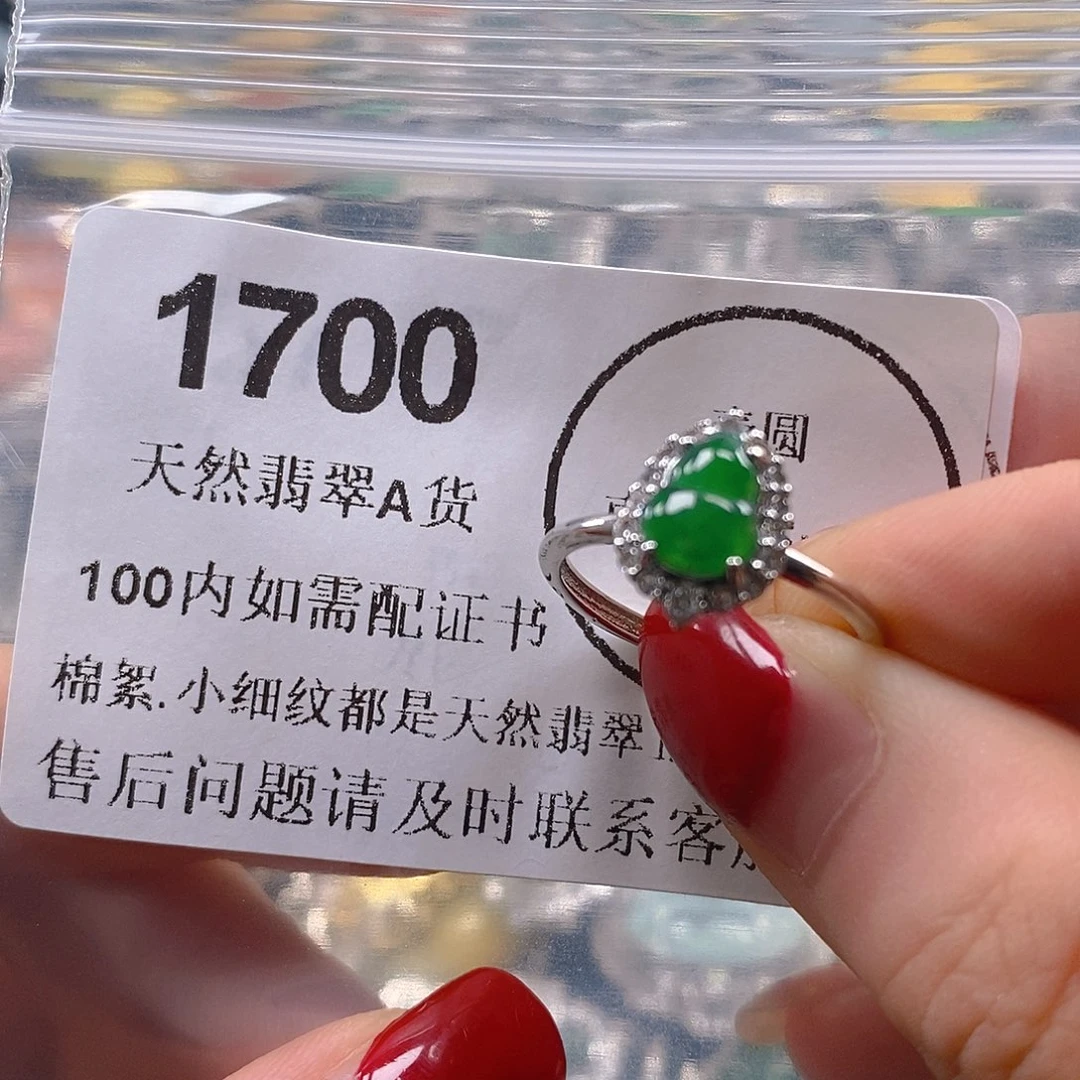 1700
天然翡翠A货
100内如需配证书
棉絮.小细纹都是天然翡翠
售后问题请及时联系客
圆